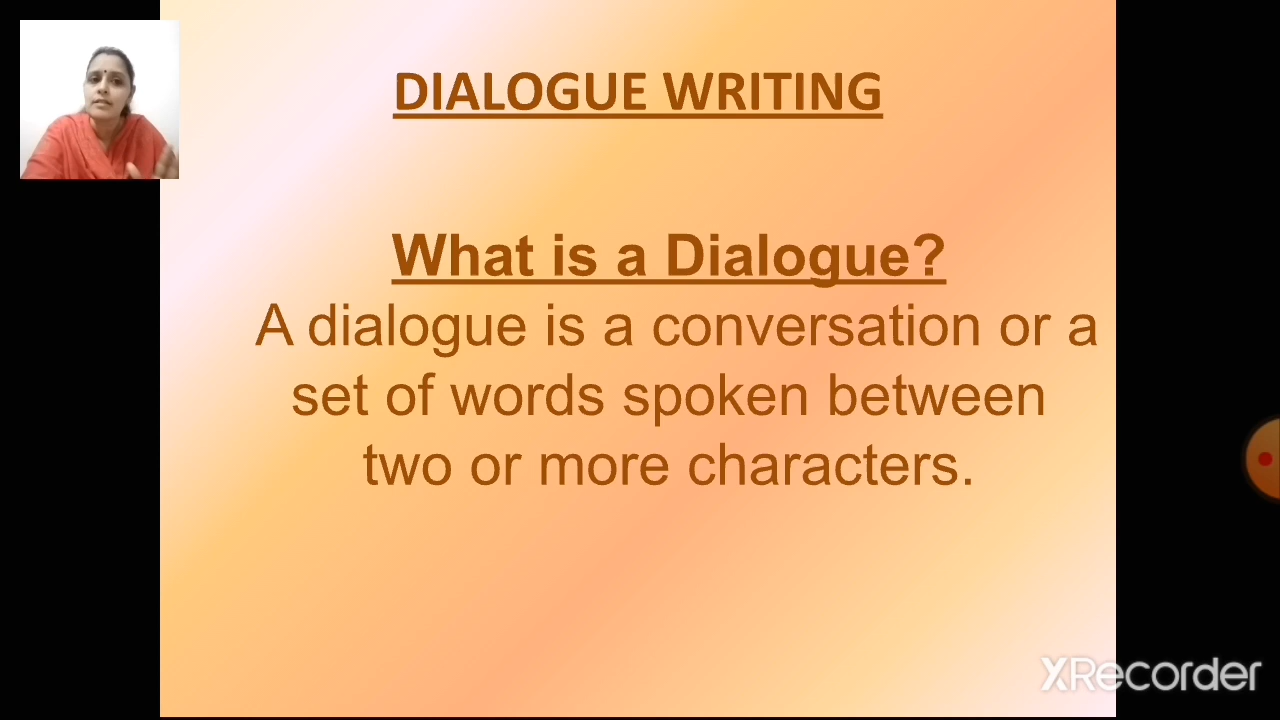 DIALOGUE WRITING
What is a Dialogue?
A dialogue is a conversation or a
set of words spoken between
two or more characters.
XRecorder